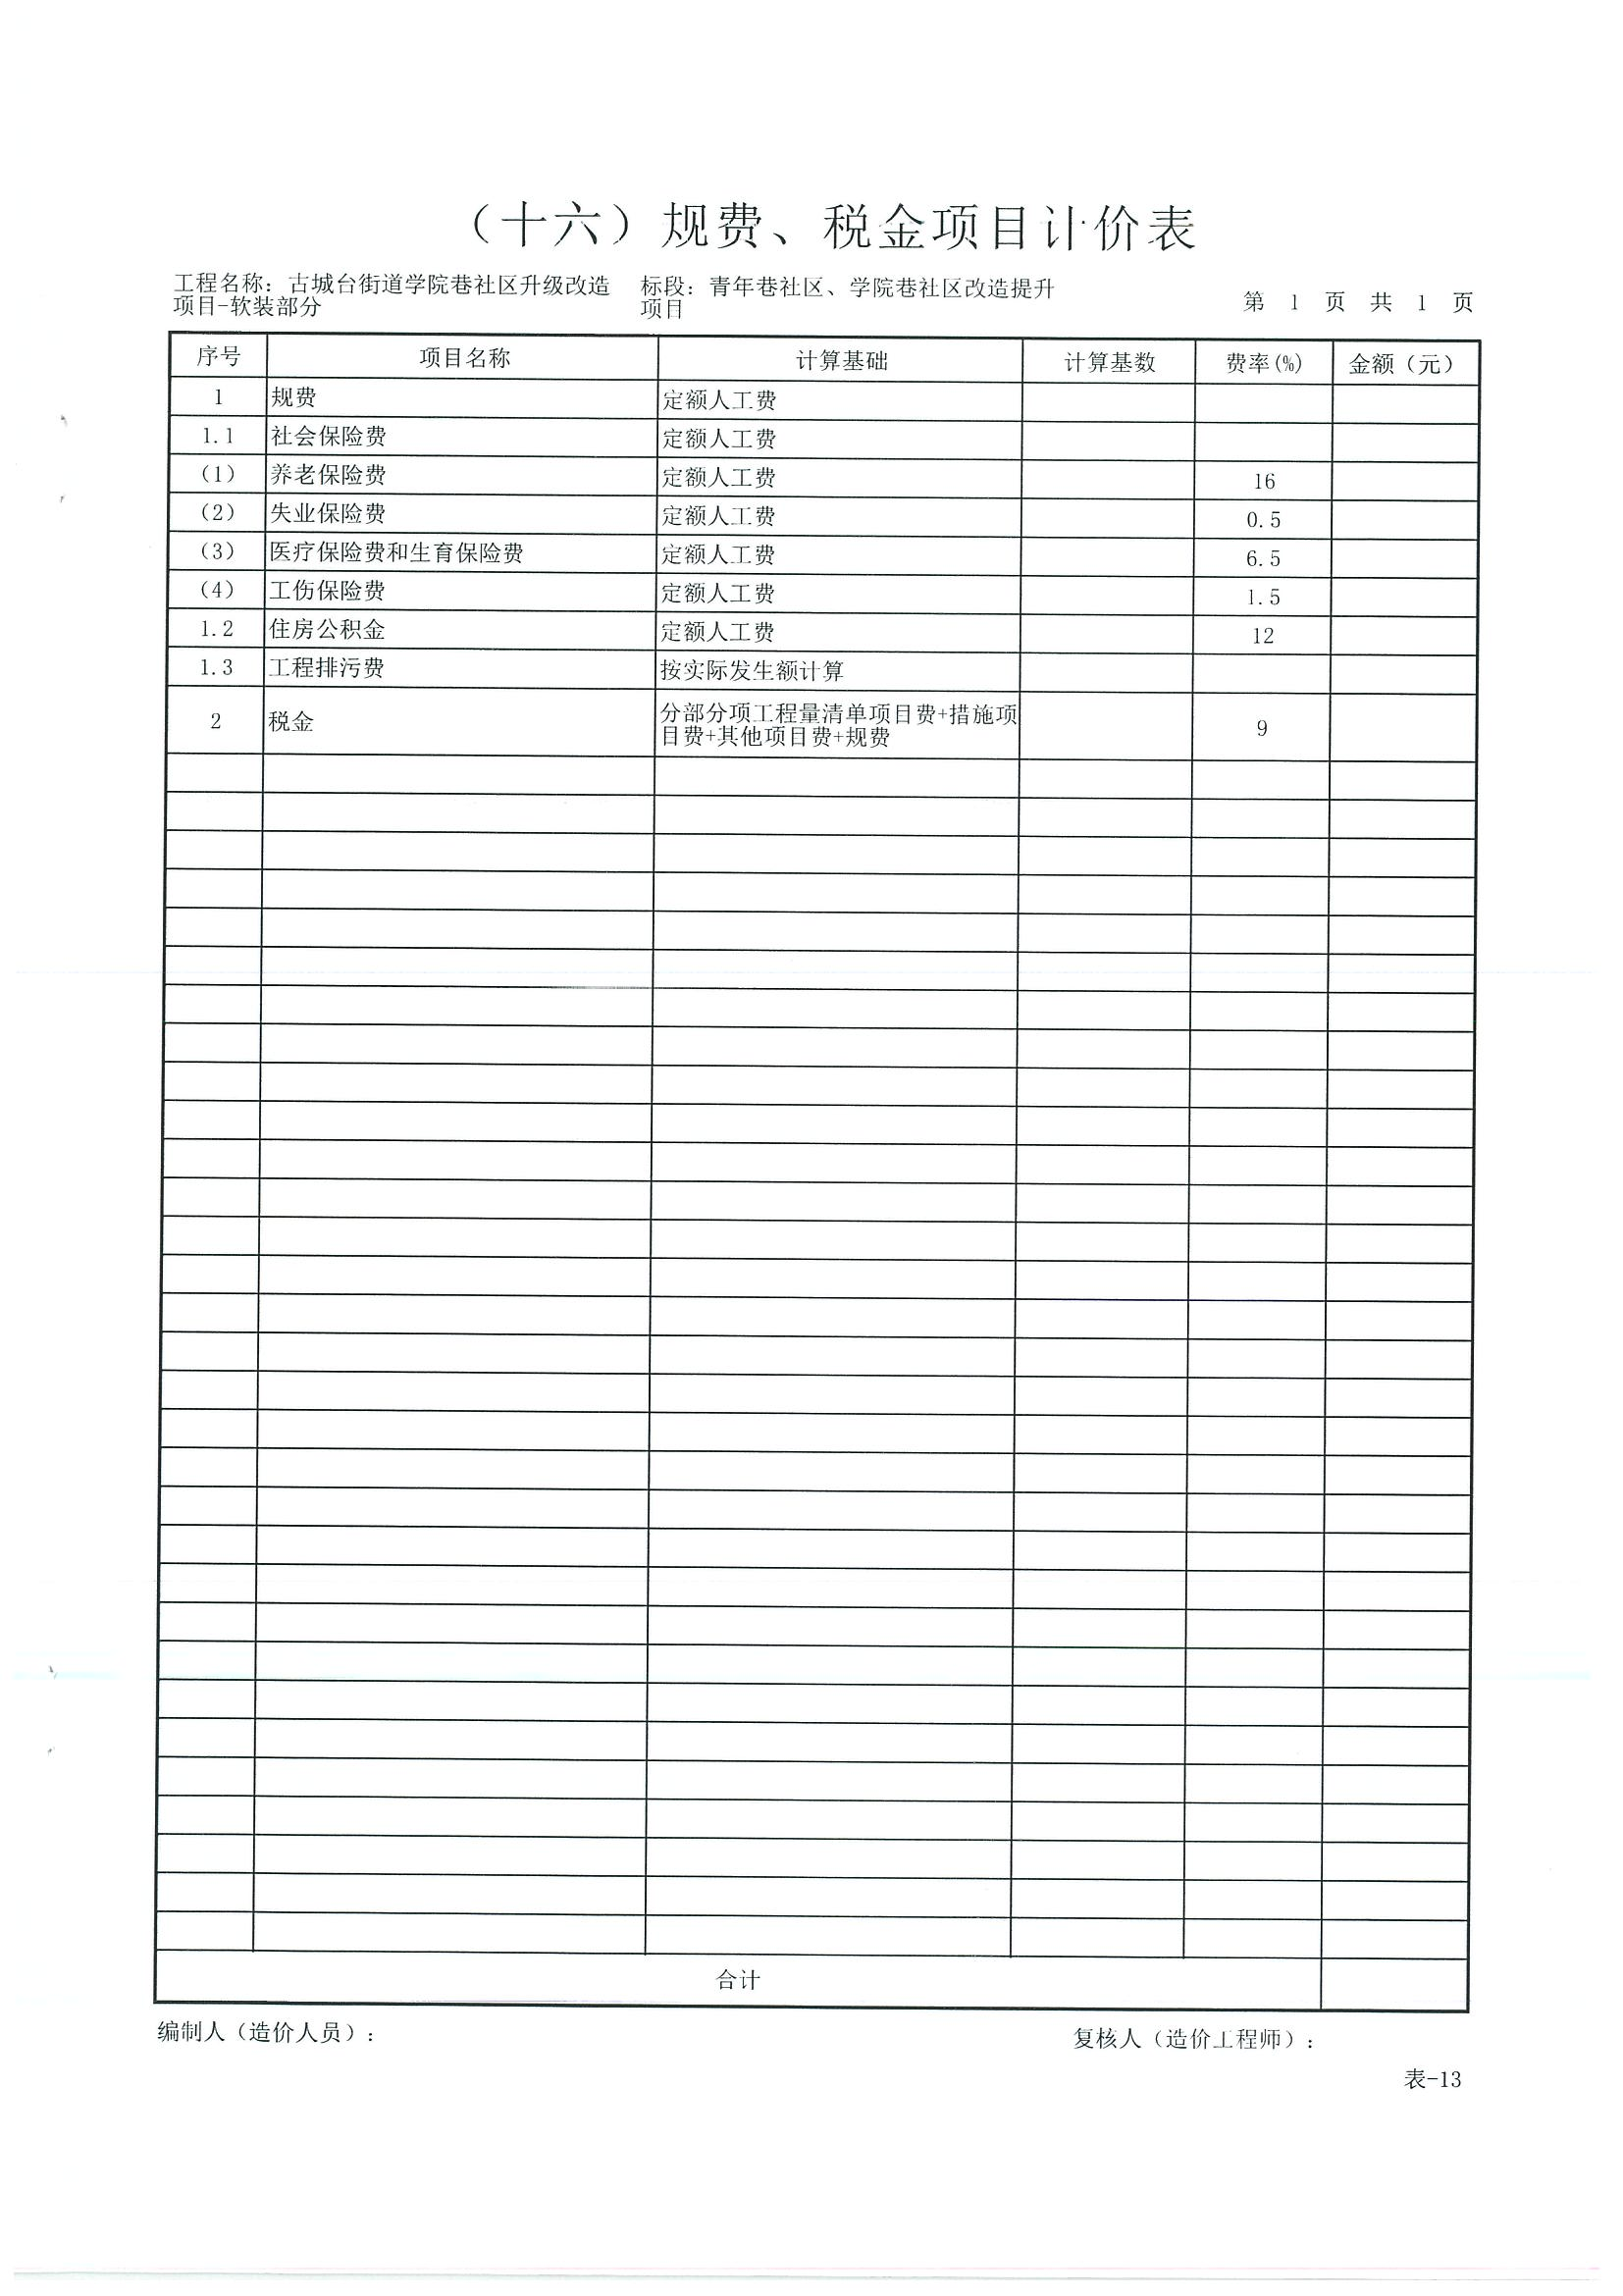 （十六）规费、税金项目计价表
工程名称：古城台街道学院巷社区升级改造 标段：青年巷社区、学院巷社区改造提升
项目-软装部分 项目 第 1 页 共 1 页
序号 项目名称 计算基础 计算基数 费率(%) 金额（元）
1 规费 定额人工费
1.1 社会保险费 定额人工费
(1) 养老保险费 定额人工费 16
(2) 失业保险费 定额人工费 0.5
(3) 医疗保险费和生育保险费 定额人工费 6.5
(4) 工伤保险费 定额人工费 1.5
1.2 住房公积金 定额人工费 12
1.3 工程排污费 按实际发生额计算
2 税金 分部分项工程量清单项目费+措施项
目费+其他项目费+规费 9
合计
编制人（造价人员）： 复核人（造价工程师）：
表-13